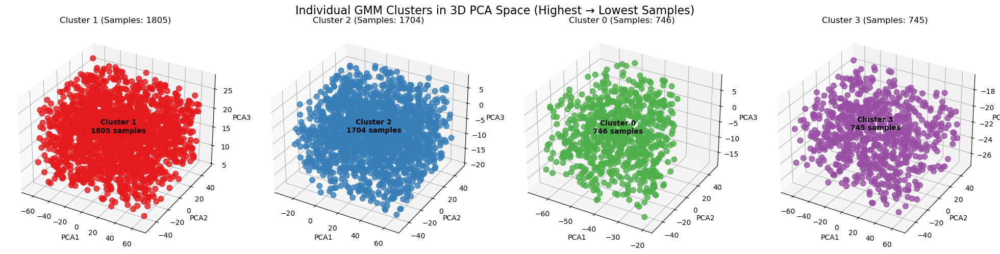 Individual GMM Clusters in 3D PCA Space (Highest → Lowest Samples)
Cluster 1 (Samples: 1805)
Cluster 1
1805 samples
−60
−40
−20
0
20
40
60
PCA1
−40
−20
0
20
40
PCA2
5
10
15
20
25
PCA3
Cluster 2 (Samples: 1704)
Cluster 2
1704 samples
−20
0
20
40
60
PCA1
−40
−20
0
20
40
PCA2
−20
−15
−10
−5
0
5
PCA3
Cluster 0 (Samples: 746)
Cluster 0
746 samples
−60
−50
−40
−30
−20
PCA1
−40
−20
0
20
40
PCA2
−15
−10
−5
0
5
PCA3
Cluster 3 (Samples: 745)
Cluster 3
745 samples
−60
−40
−20
0
20
40
60
PCA1
−40
−20
0
20
40
PCA2
−26
−24
−22
−20
−18